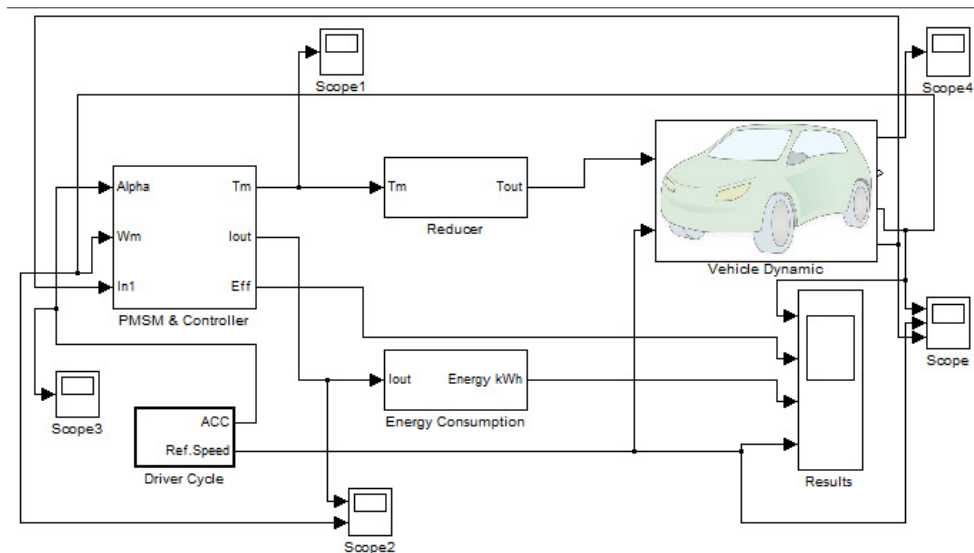 Scope1
Scope4
Alpha
Tm
Wm
Iout
In1
Eff
PMSM & Controller
Tm
Tout
Reducer
Vehicle Dynamic
Scope
Scope3
Iout
Energy kWh
Energy Consumption
ACC
Ref.Speed
Driver Cycle
Results
Scope2